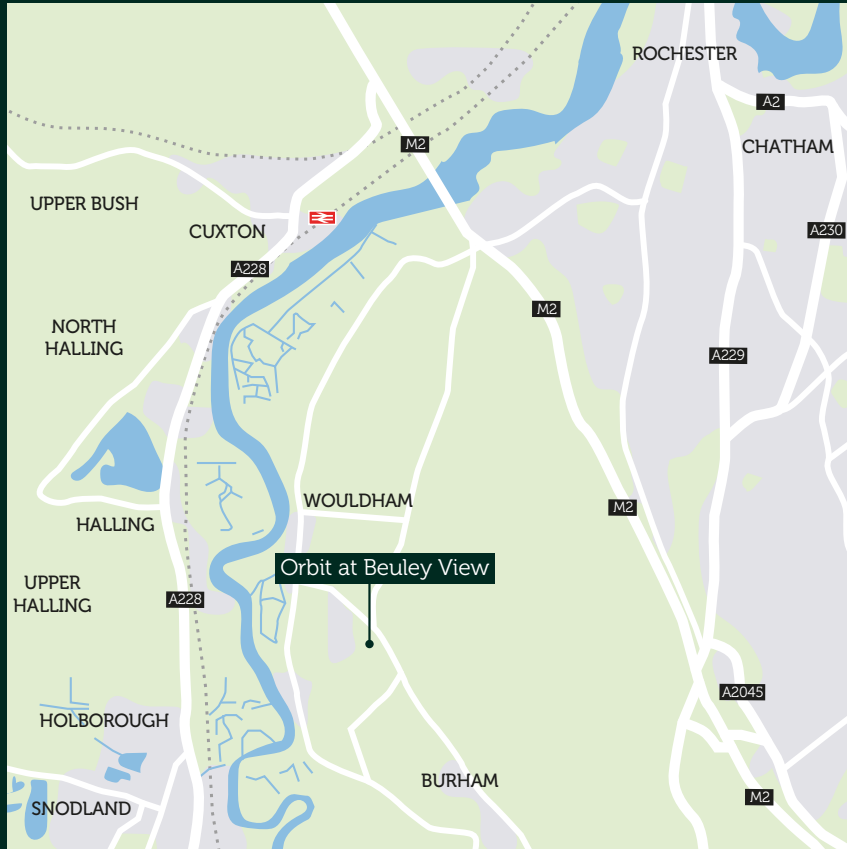 ROCHESTER
A2
M2
CHATHAM
UPPER BUSH
CUXTON
A230
A228
M2
NORTH
HALLING
A229
WOULDHAM
M2
HALLING
Orbit at Beuley View
UPPER
HALLING
A228
A2045
HOLBOROUGH
BURHAM
M2
SNODLAND